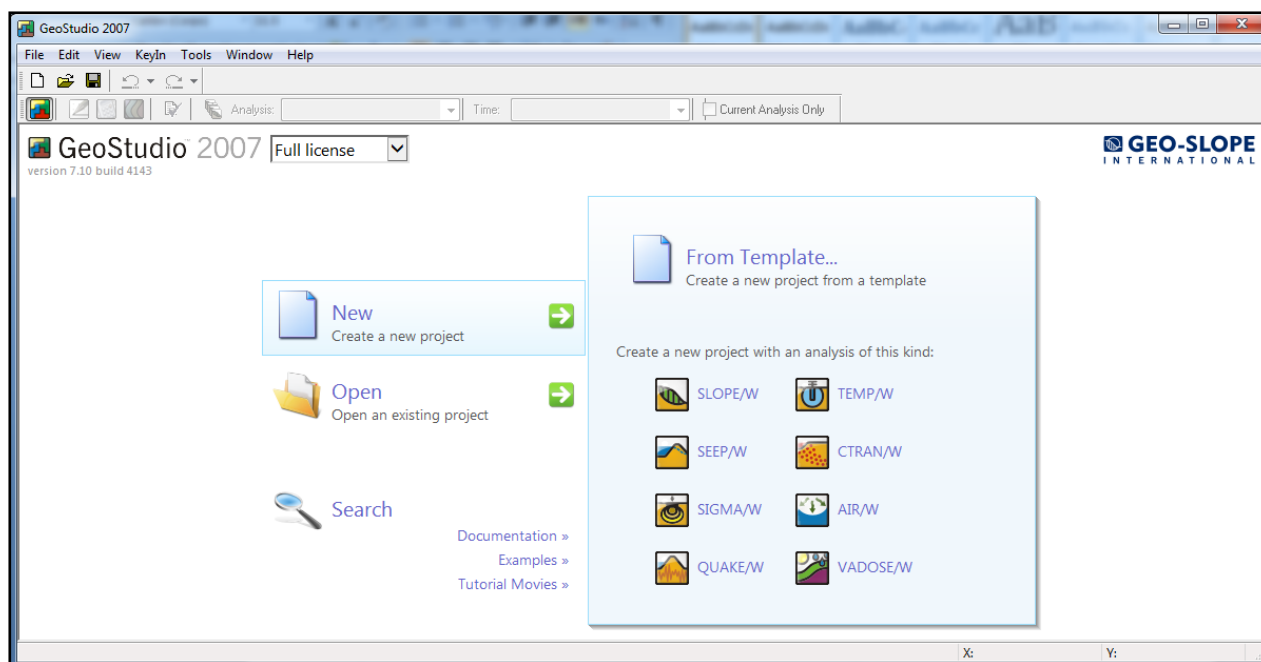 GeoStudio 2007
File Edit View KeyIn Tools Window Help
Analysis: Time: Current Analysis Only
GeoStudio 2007 Full license
version 7.10 build 4143
GEO-SLOPE
INTERNATIONAL
New
Create a new project
Open
Open an existing project
Search
Documentation »
Examples »
Tutorial Movies »
From Template...
Create a new project from a template
Create a new project with an analysis of this kind:
SLOPE/W TEMP/W
SEEP/W CTRAN/W
SIGMA/W AIR/W
QUAKE/W VADOSE/W
X: Y: